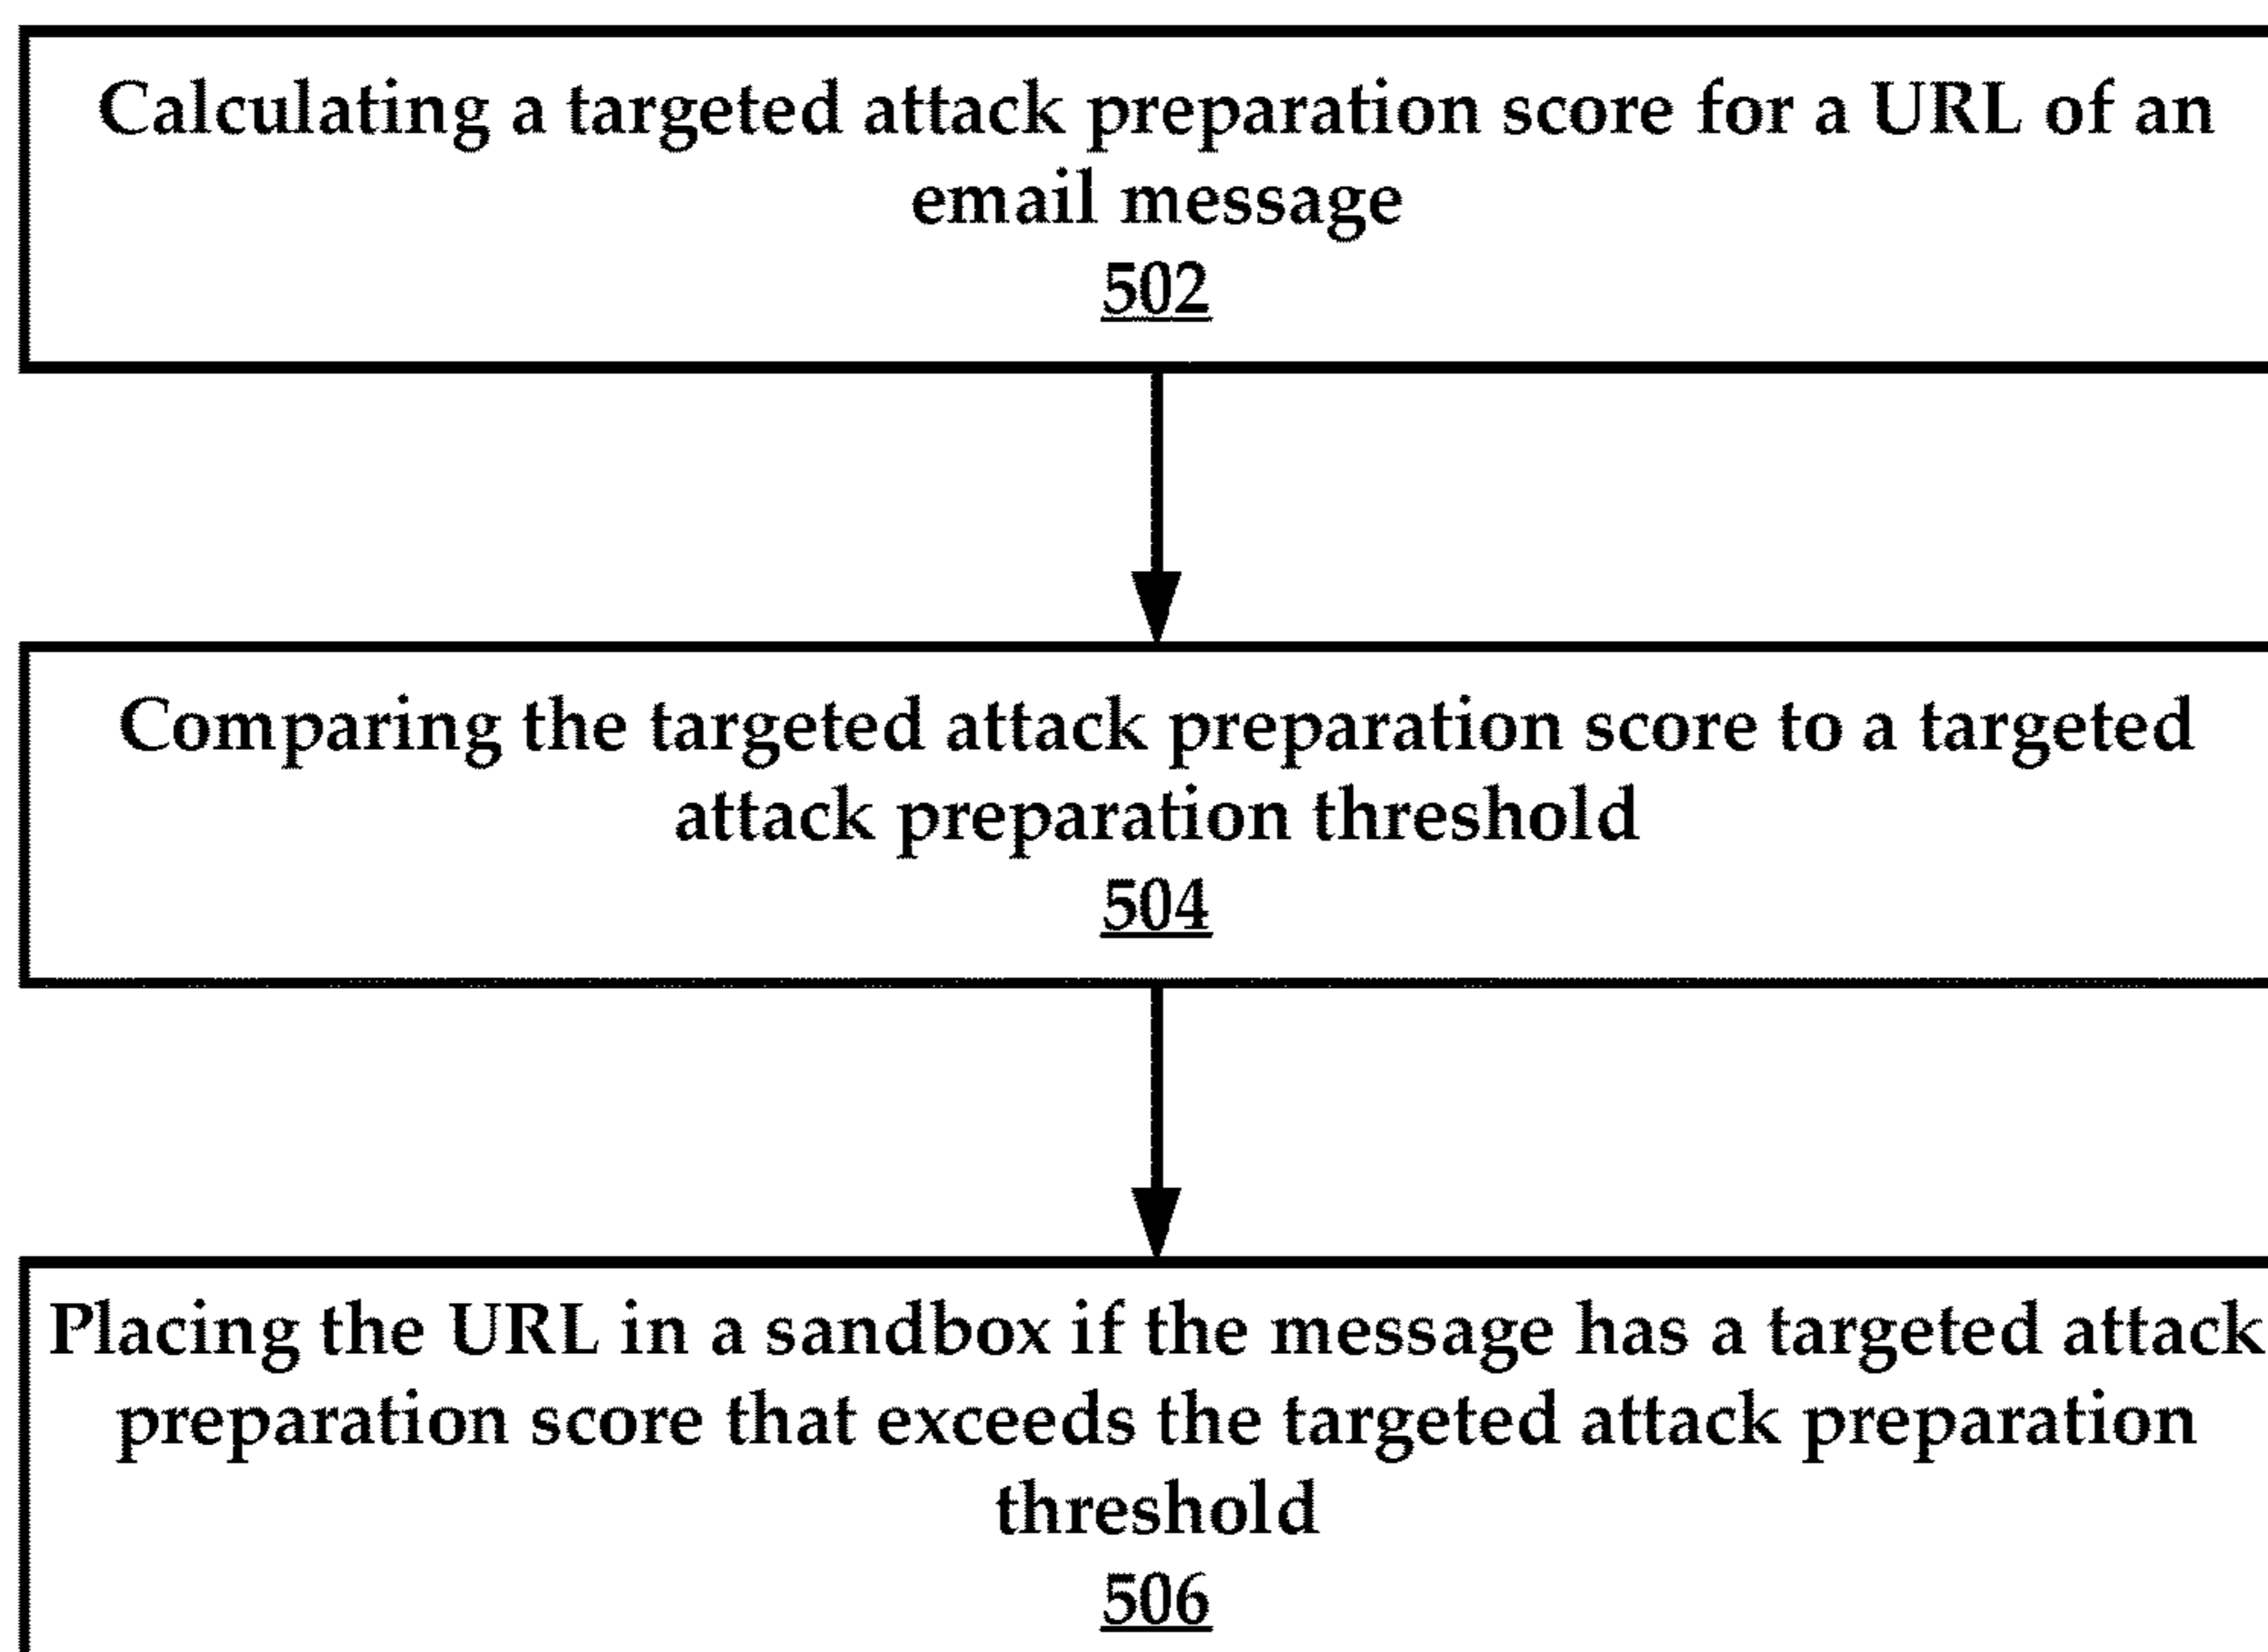 Calculating a targeted attack preparation score for a URL of an
email message
502
Comparing the targeted attack preparation score to a targeted
attack preparation threshold
504
Placing the URL in a sandbox if the message has a targeted attack
preparation score that exceeds the targeted attack preparation
threshold
506